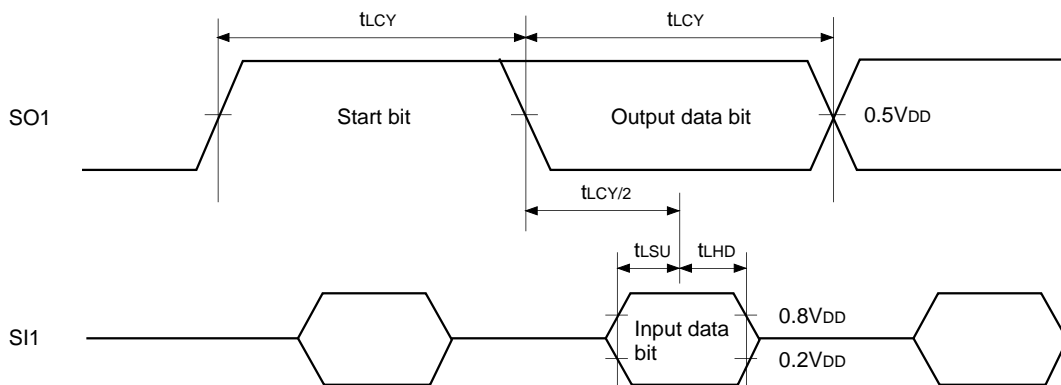 tLCY tLCY
SO1 Start bit Output data bit 0.5VDD
tLCY/2
tLSU tLHD
SI1 Input data bit 0.8VDD
0.2VDD